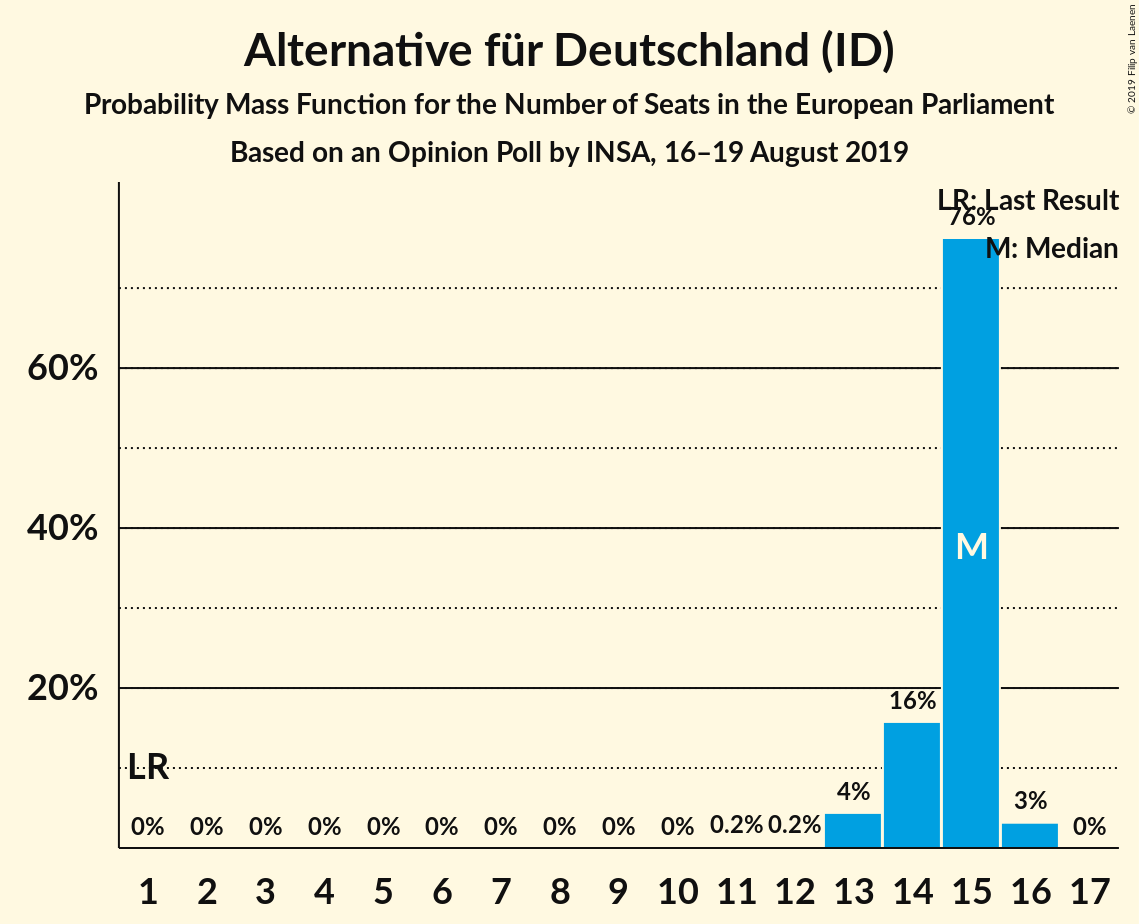 Alternative für Deutschland (ID)
Probability Mass Function for the Number of Seats in the European Parliament
Based on an Opinion Poll by INSA, 16–19 August 2019
© 2019 Filip van Laenen
LR: Last Result
M: Median
60%
40%
20%
LR
M
0% 0% 0% 0% 0% 0% 0% 0% 0% 0% 0.2% 0.2% 4% 16% 76% 3% 0%
1 2 3 4 5 6 7 8 9 10 11 12 13 14 15 16 17